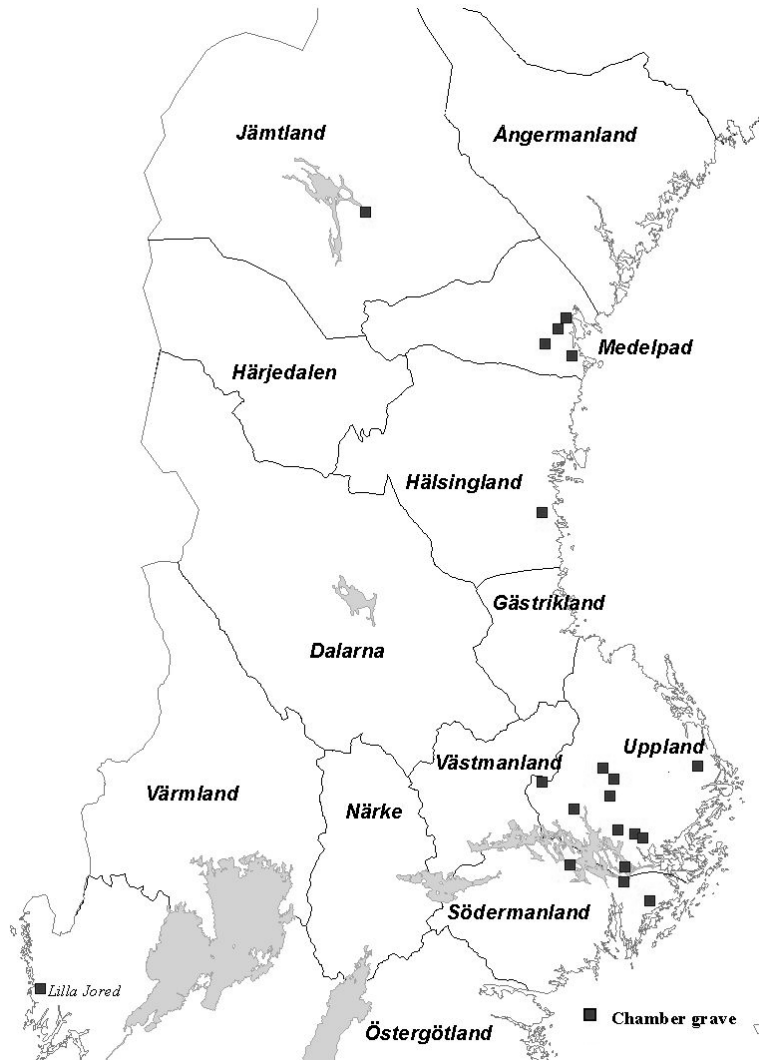 Jämtland
Ångermanland
Medelpad
Härjedalen
Hälsingland
Gästrikland
Dalarna
Uppland
Västmanland
Värmland
Närke
Södermanland
Lilla Jored
Chamber grave
Östergötland